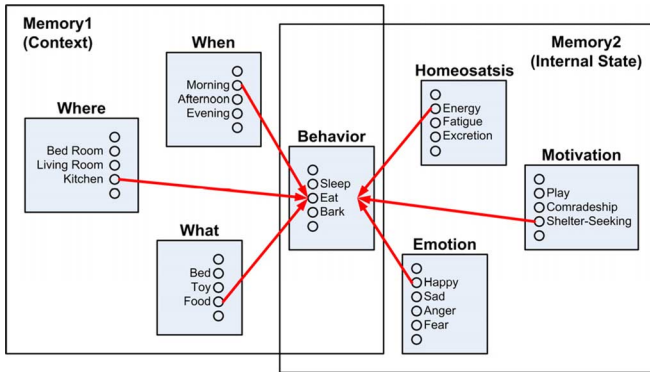 Memory1
(Context)
When
Morning
Afternoon
Evening
Where
Bed Room
Living Room
Kitchen
What
Bed
Toy
Food
Behavior
Sleep
Eat
Bark
Memory2
(Internal State)
Homeosatsis
Energy
Fatigue
Excretion
Motivation
Play
Comradeship
Shelter-Seeking
Emotion
Happy
Sad
Anger
Fear